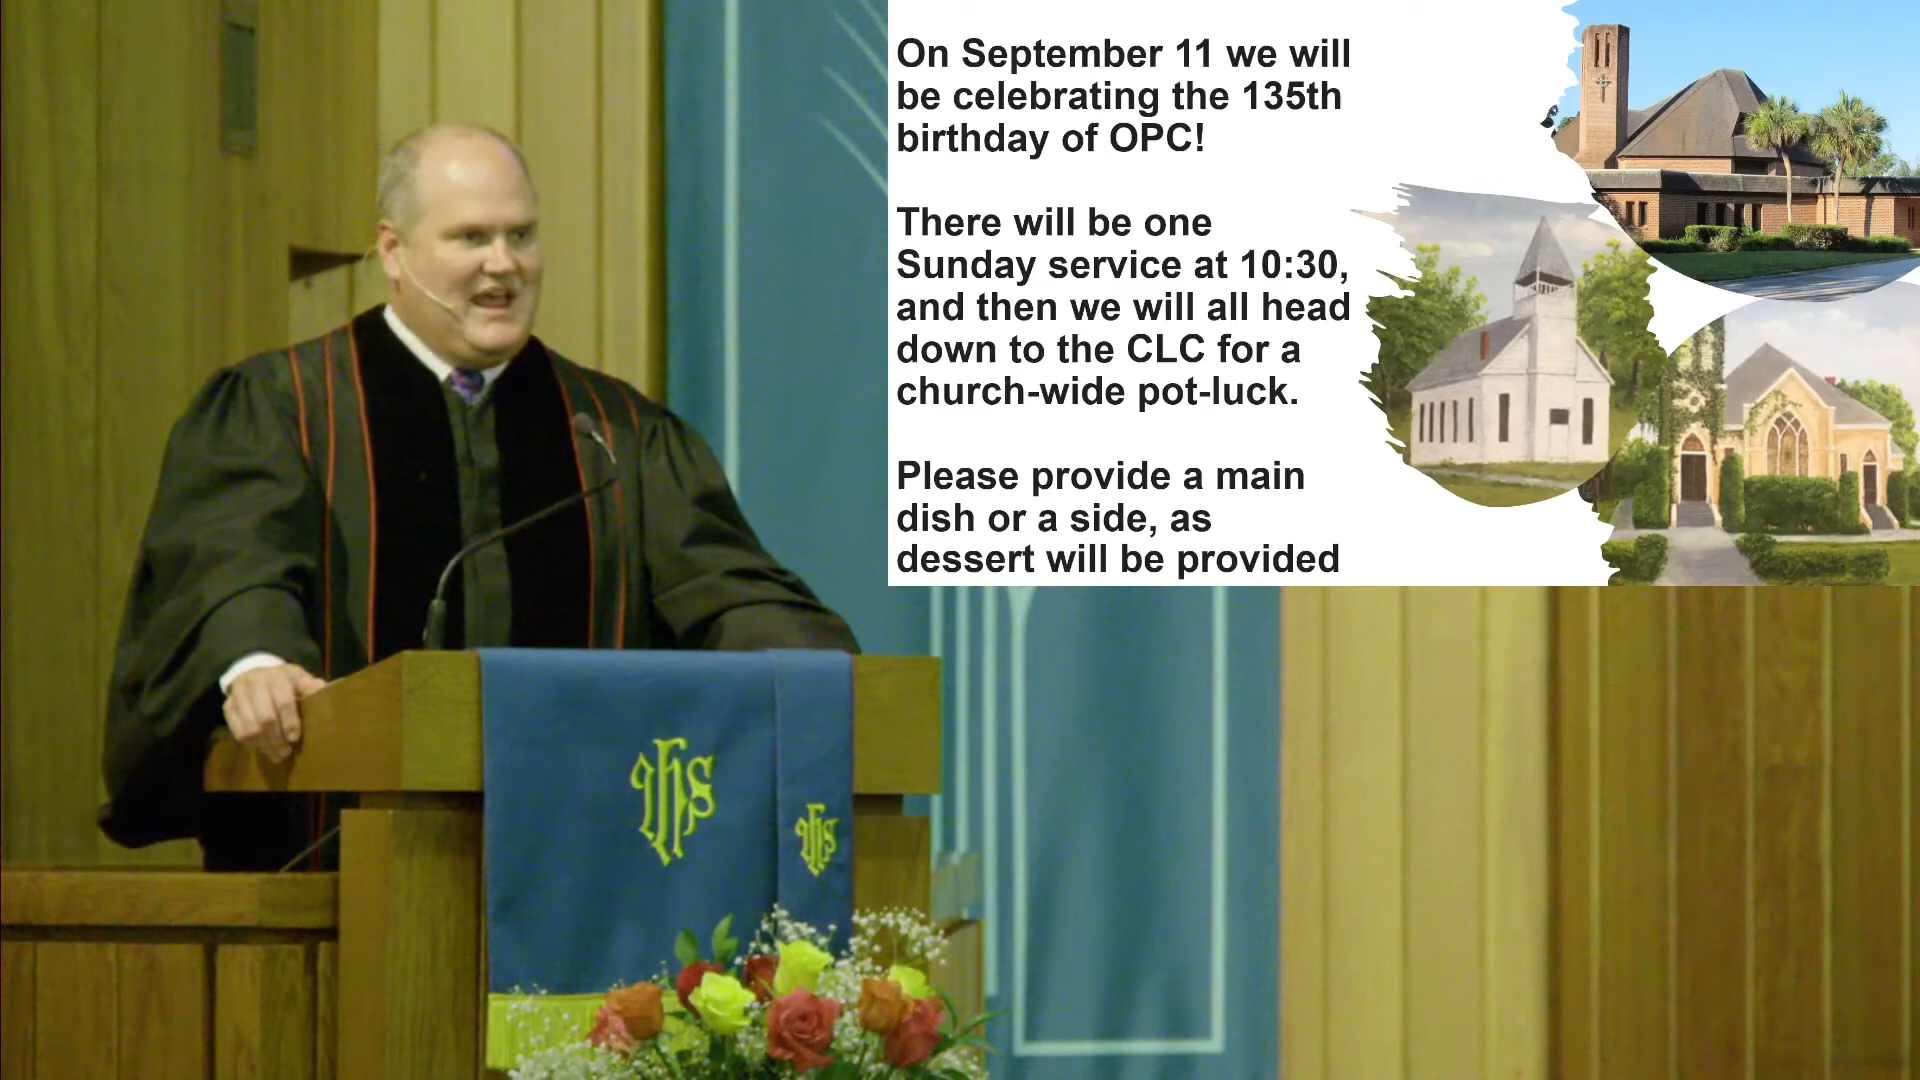 On September 11 we will
be celebrating the 135th
birthday of OPC!
There will be one
Sunday service at 10:30,
and then we will all head
down to the CLC for a
church-wide pot-luck.
Please provide a main
dish or a side, as
dessert will be provided
IHS
IHS